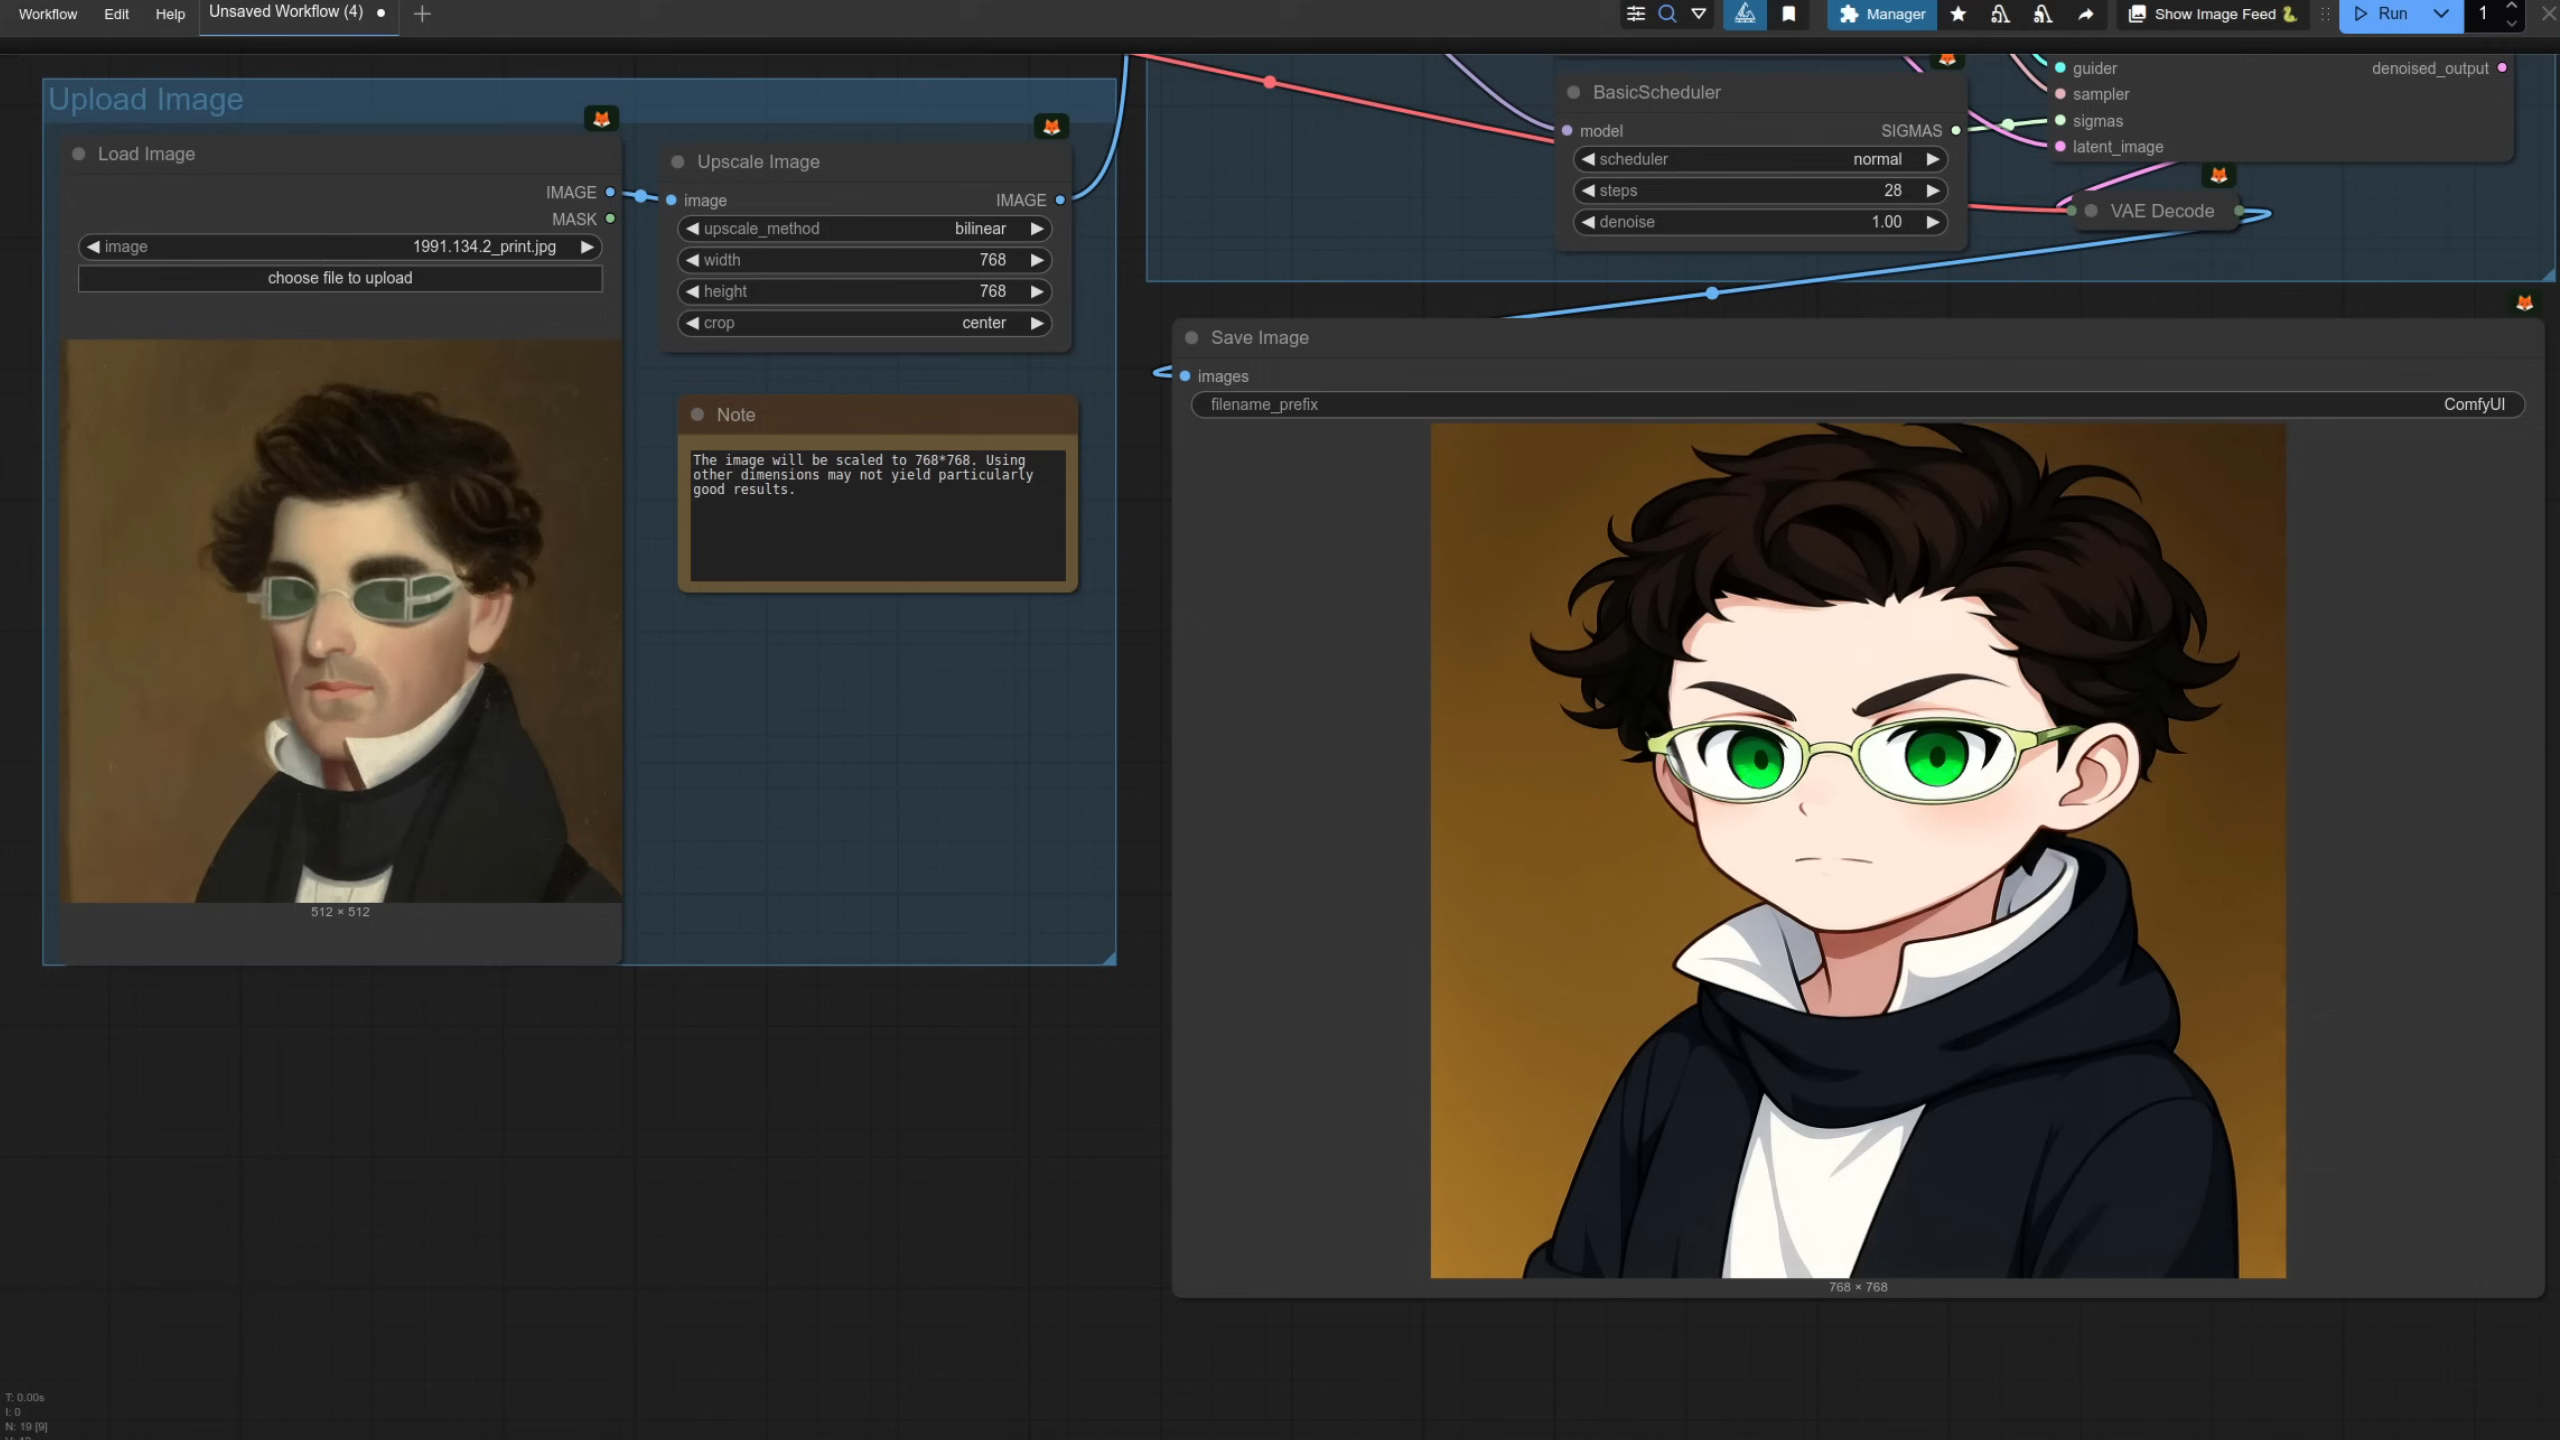 Workflow Edit Help Unsaved Workflow (4)
Manager Show Image Feed Run 1
Upload Image
Load Image
IMAGE
MASK
image 1991.134.2_print.jpg
choose file to upload
512 × 512
Upscale Image
image IMAGE
upscale_method bilinear
width 768
height 768
crop center
Note
The image will be scaled to 768*768. Using
other dimensions may not yield particularly
good results.
BasicScheduler
model SIGMAS
scheduler normal
steps 28
denoise 1.00
guider denoised_output
sampler
sigmas
latent_image
VAE Decode
Save Image
images
filename_prefix ComfyUI
768 × 768
T: 0.00s
I: 0
N: 19 [9]